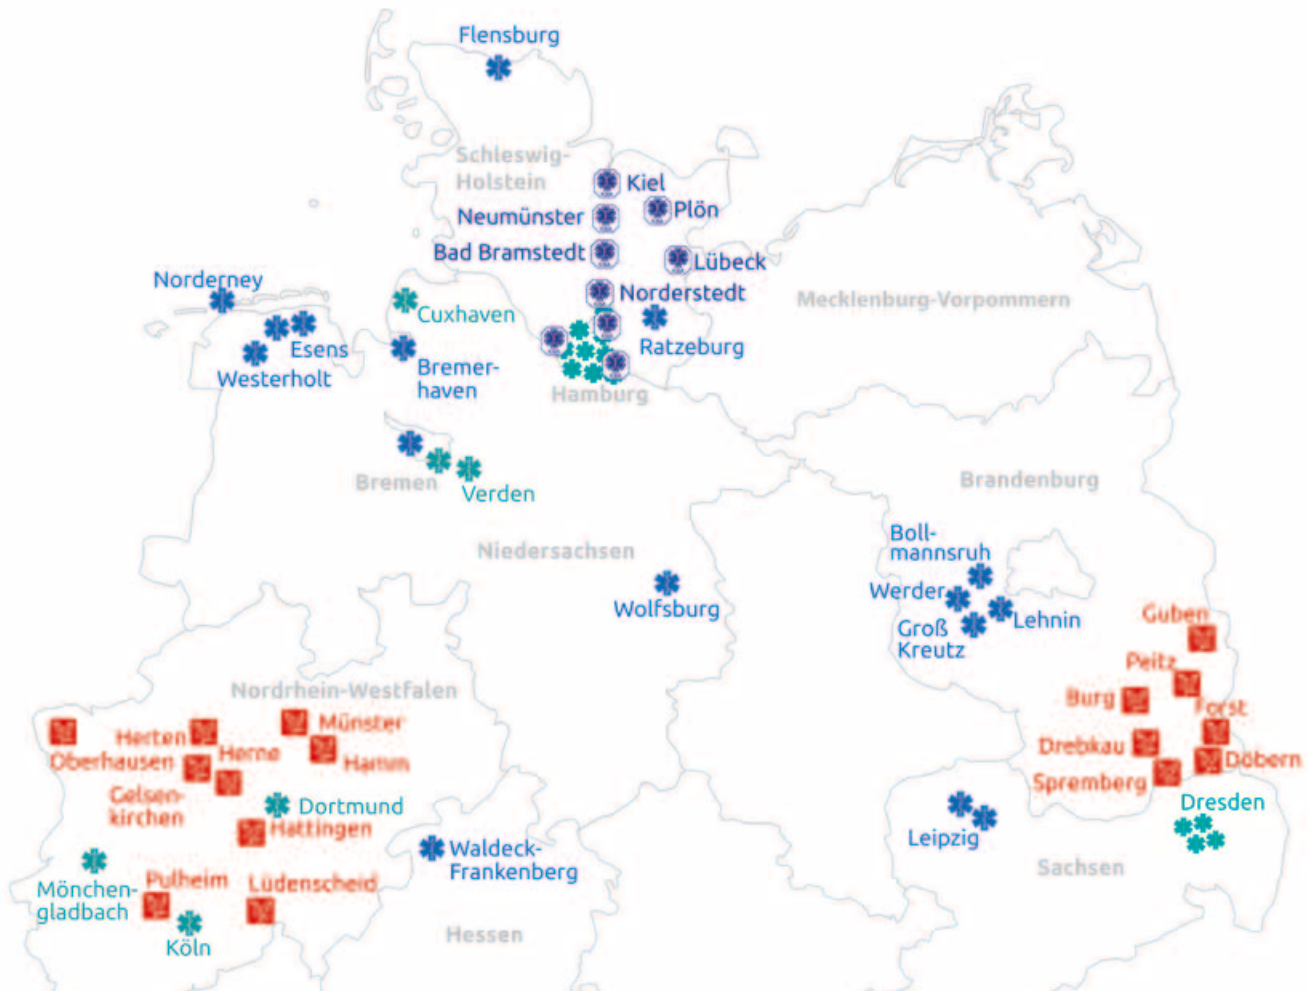 Flensburg
Schleswig-
Holstein
Kiel
Plön
Neumünster
Bad Bramstedt
Lübeck
Norderney
Norderstedt
Mecklenburg-Vorpommern
Cuxhaven
Esens
Ratzeburg
Westerholt
Bremer-
haven
Hamburg
Bremen
Verden
Brandenburg
Niedersachsen
Boll-
mannsruh
Werder
Wolfsburg
Lehnin
Groß
Kreutz
Guben
Peitz
Nordrhein-Westfalen
Burg
Forst
Münster
Herten
Herne
Oberhausen
Hamm
Drebkau
Döbern
Spremberg
Gelsen-
kirchen
Dortmund
Dresden
Hattingen
Leipzig
Waldeck-
Frankenberg
Sachsen
Mönchen-
gladbach
Pulheim
Lüdenscheid
Köln
Hessen